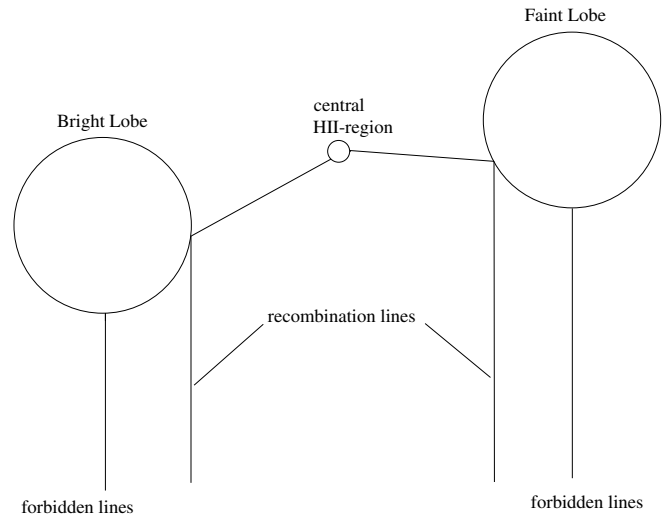 Faint Lobe
Bright Lobe
central
HII-region
recombination lines
forbidden lines
forbidden lines